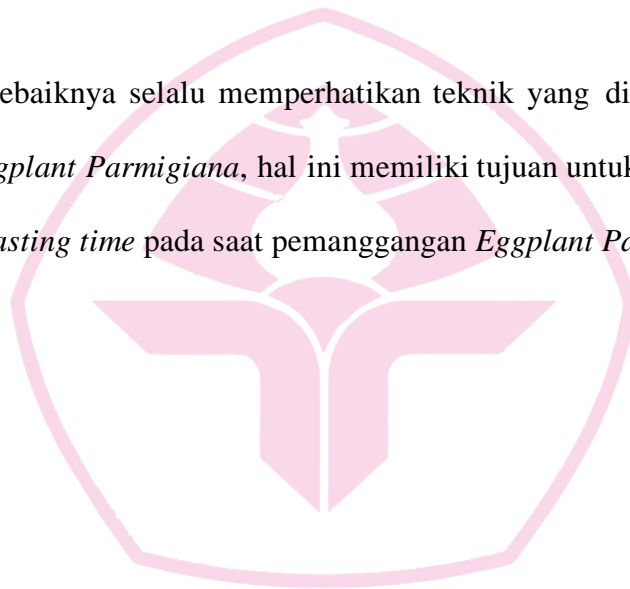 ebaiknya selalu memperhatikan teknik yang di
gplant Parmigiana, hal ini memiliki tujuan untuk
asting time pada saat pemanggangan Eggplant Pa